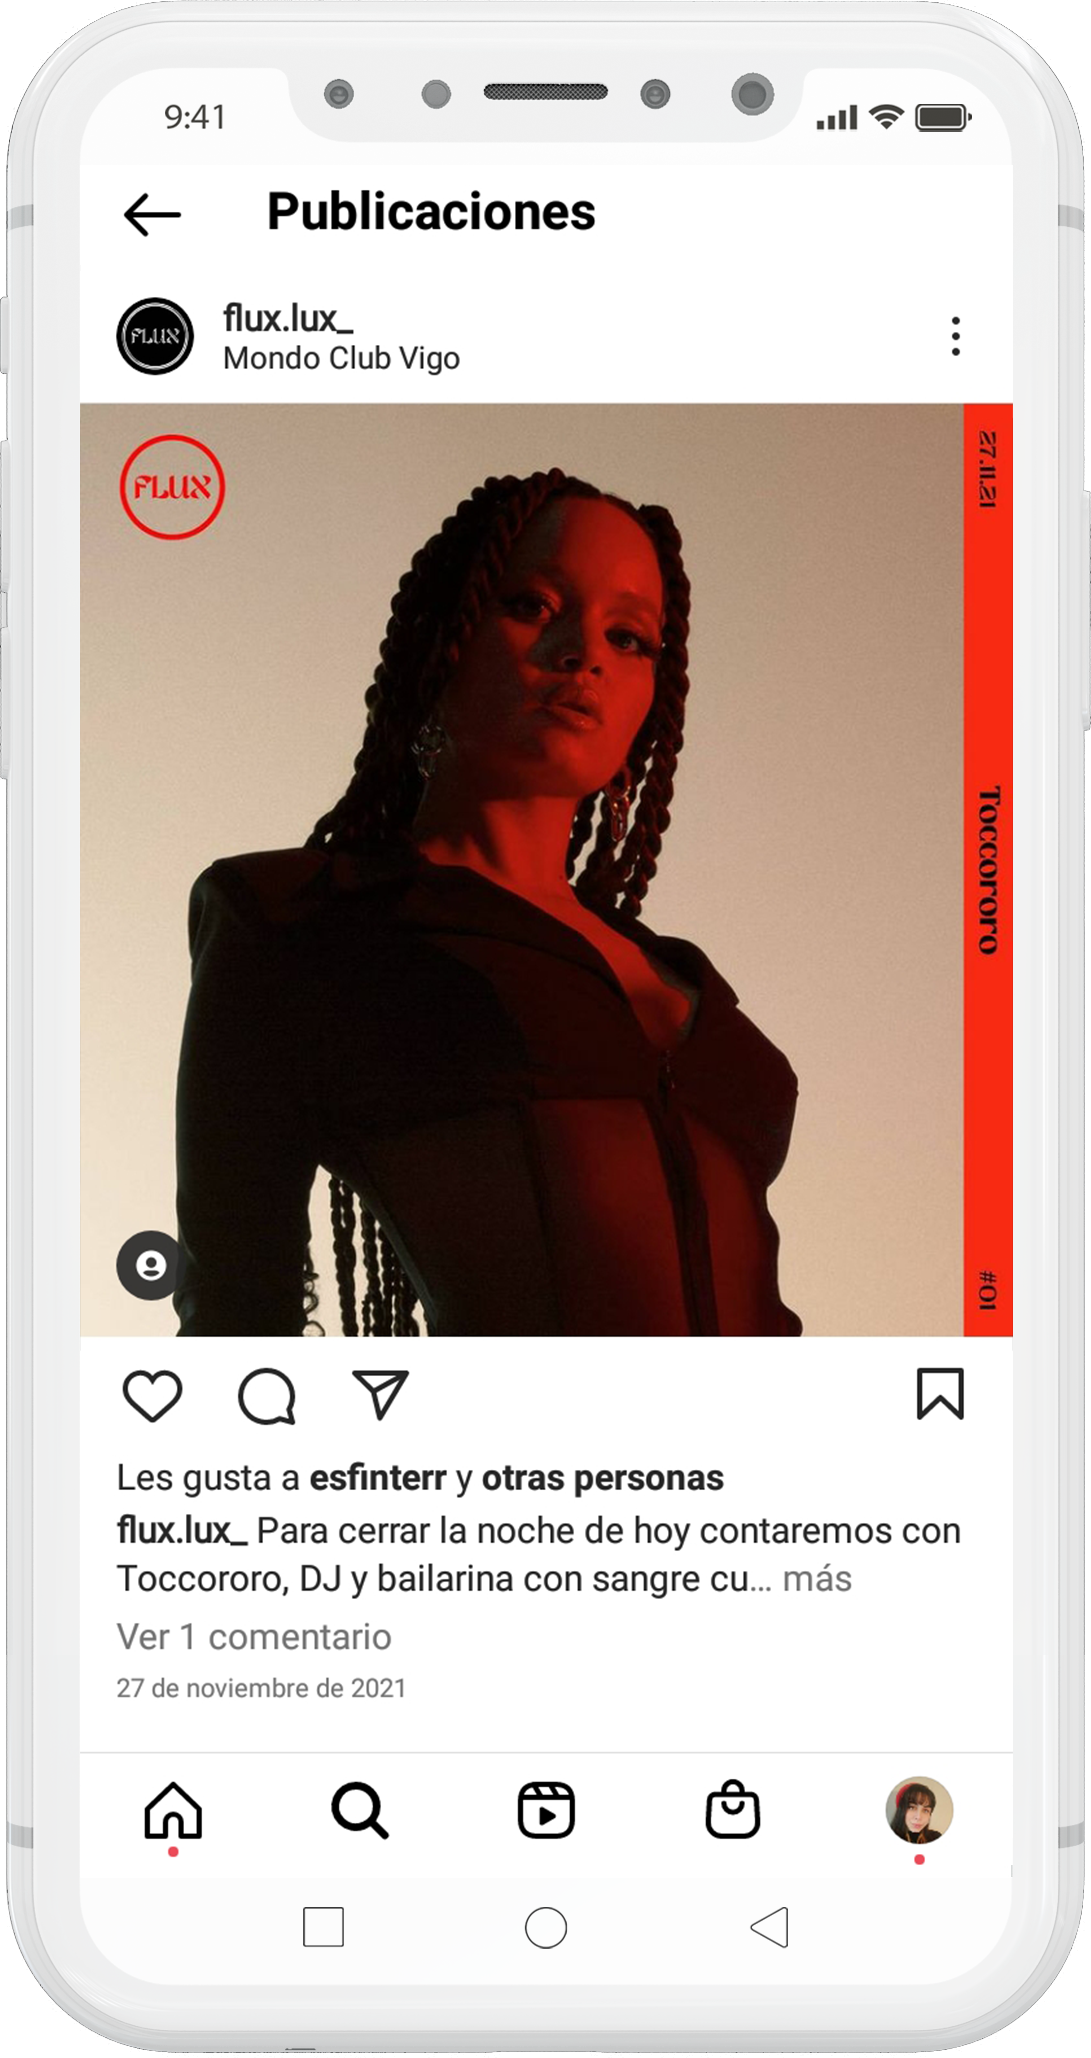 9:41
Publicaciones
FLUX
flux.lux_
Mondo Club Vigo
FLUX
27.11.21
Toccororo
#01
Les gusta a esfinterr y otras personas
flux.lux_ Para cerrar la noche de hoy contaremos con
Toccororo, DJ y bailarina con sangre cu... más
Ver 1 comentario
27 de noviembre de 2021